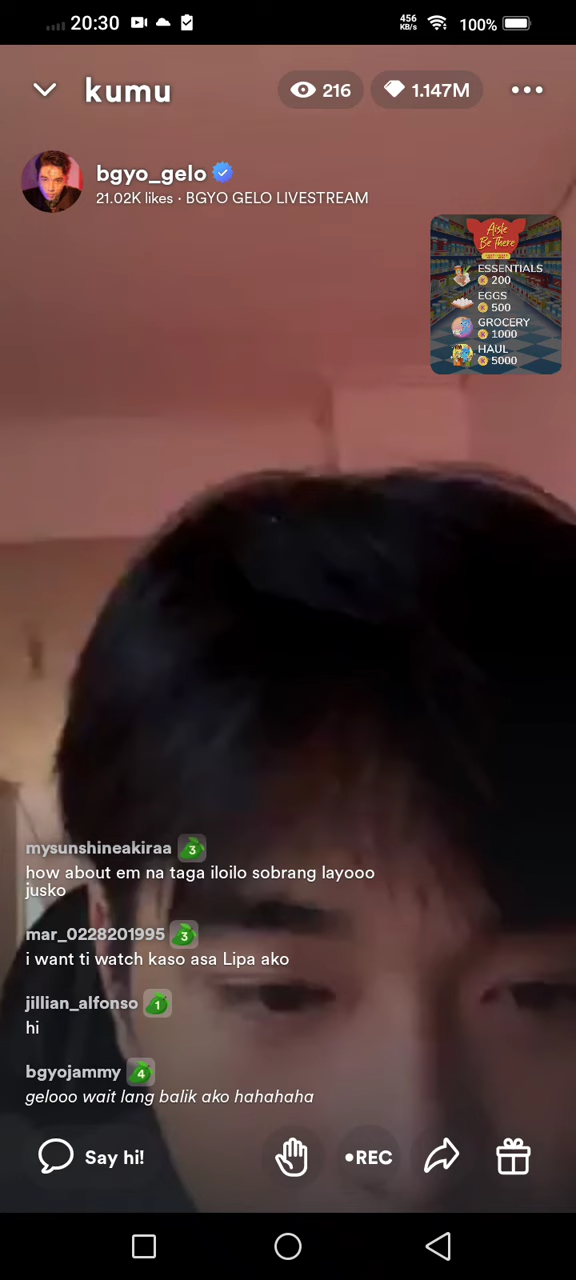 20:30
456 KB/s
100%
kumu
216
1.147M
bgyo_gelo
21.02K likes · BGYO GELO LIVESTREAM
Aisle
Be There
ESSENTIALS
200
EGGS
500
GROCERY
1000
HAUL
5000
mysunshineakiraa 3
how about em na taga iloilo sobrang layooo
jusko
mar_0228201995 3
i want ti watch kaso asa Lipa ako
jillian_alfonso 1
hi
bgyojammy 4
gelooo wait lang balik ako hahahaha
Say hi!
•REC